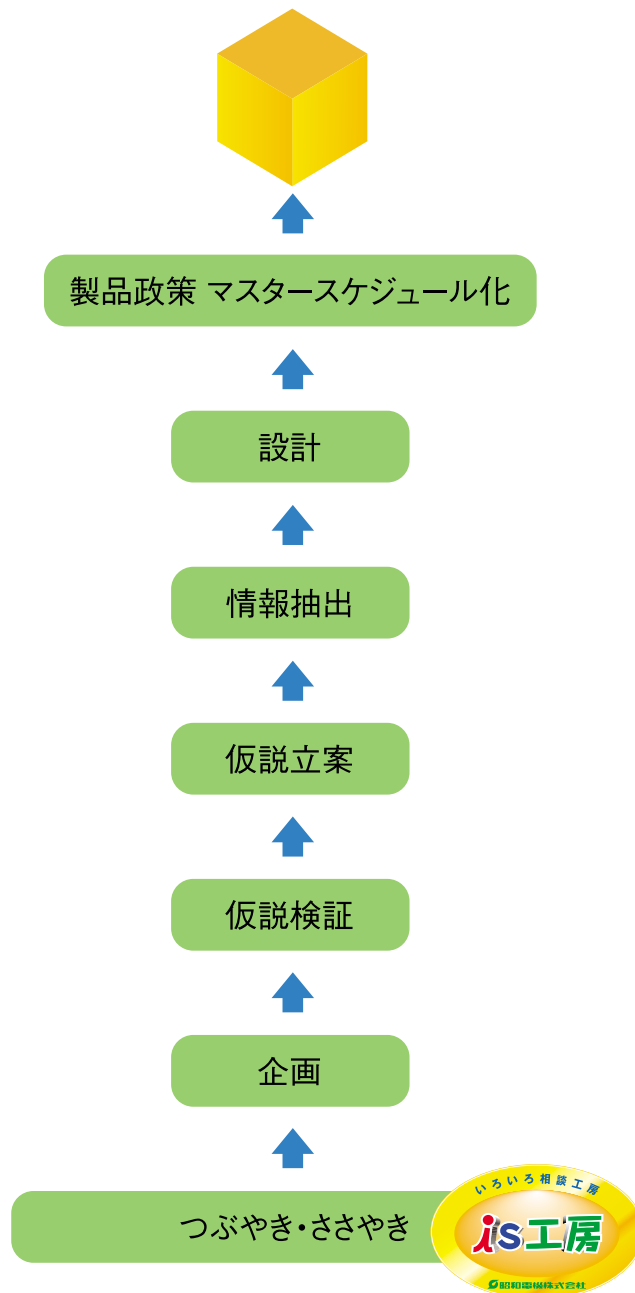 製品政策 マスタースケジュール化
設計
情報抽出
仮説立案
仮説検証
企画
つぶやき・ささやき
いろいろ相談工房
is工房
昭和電機株式会社